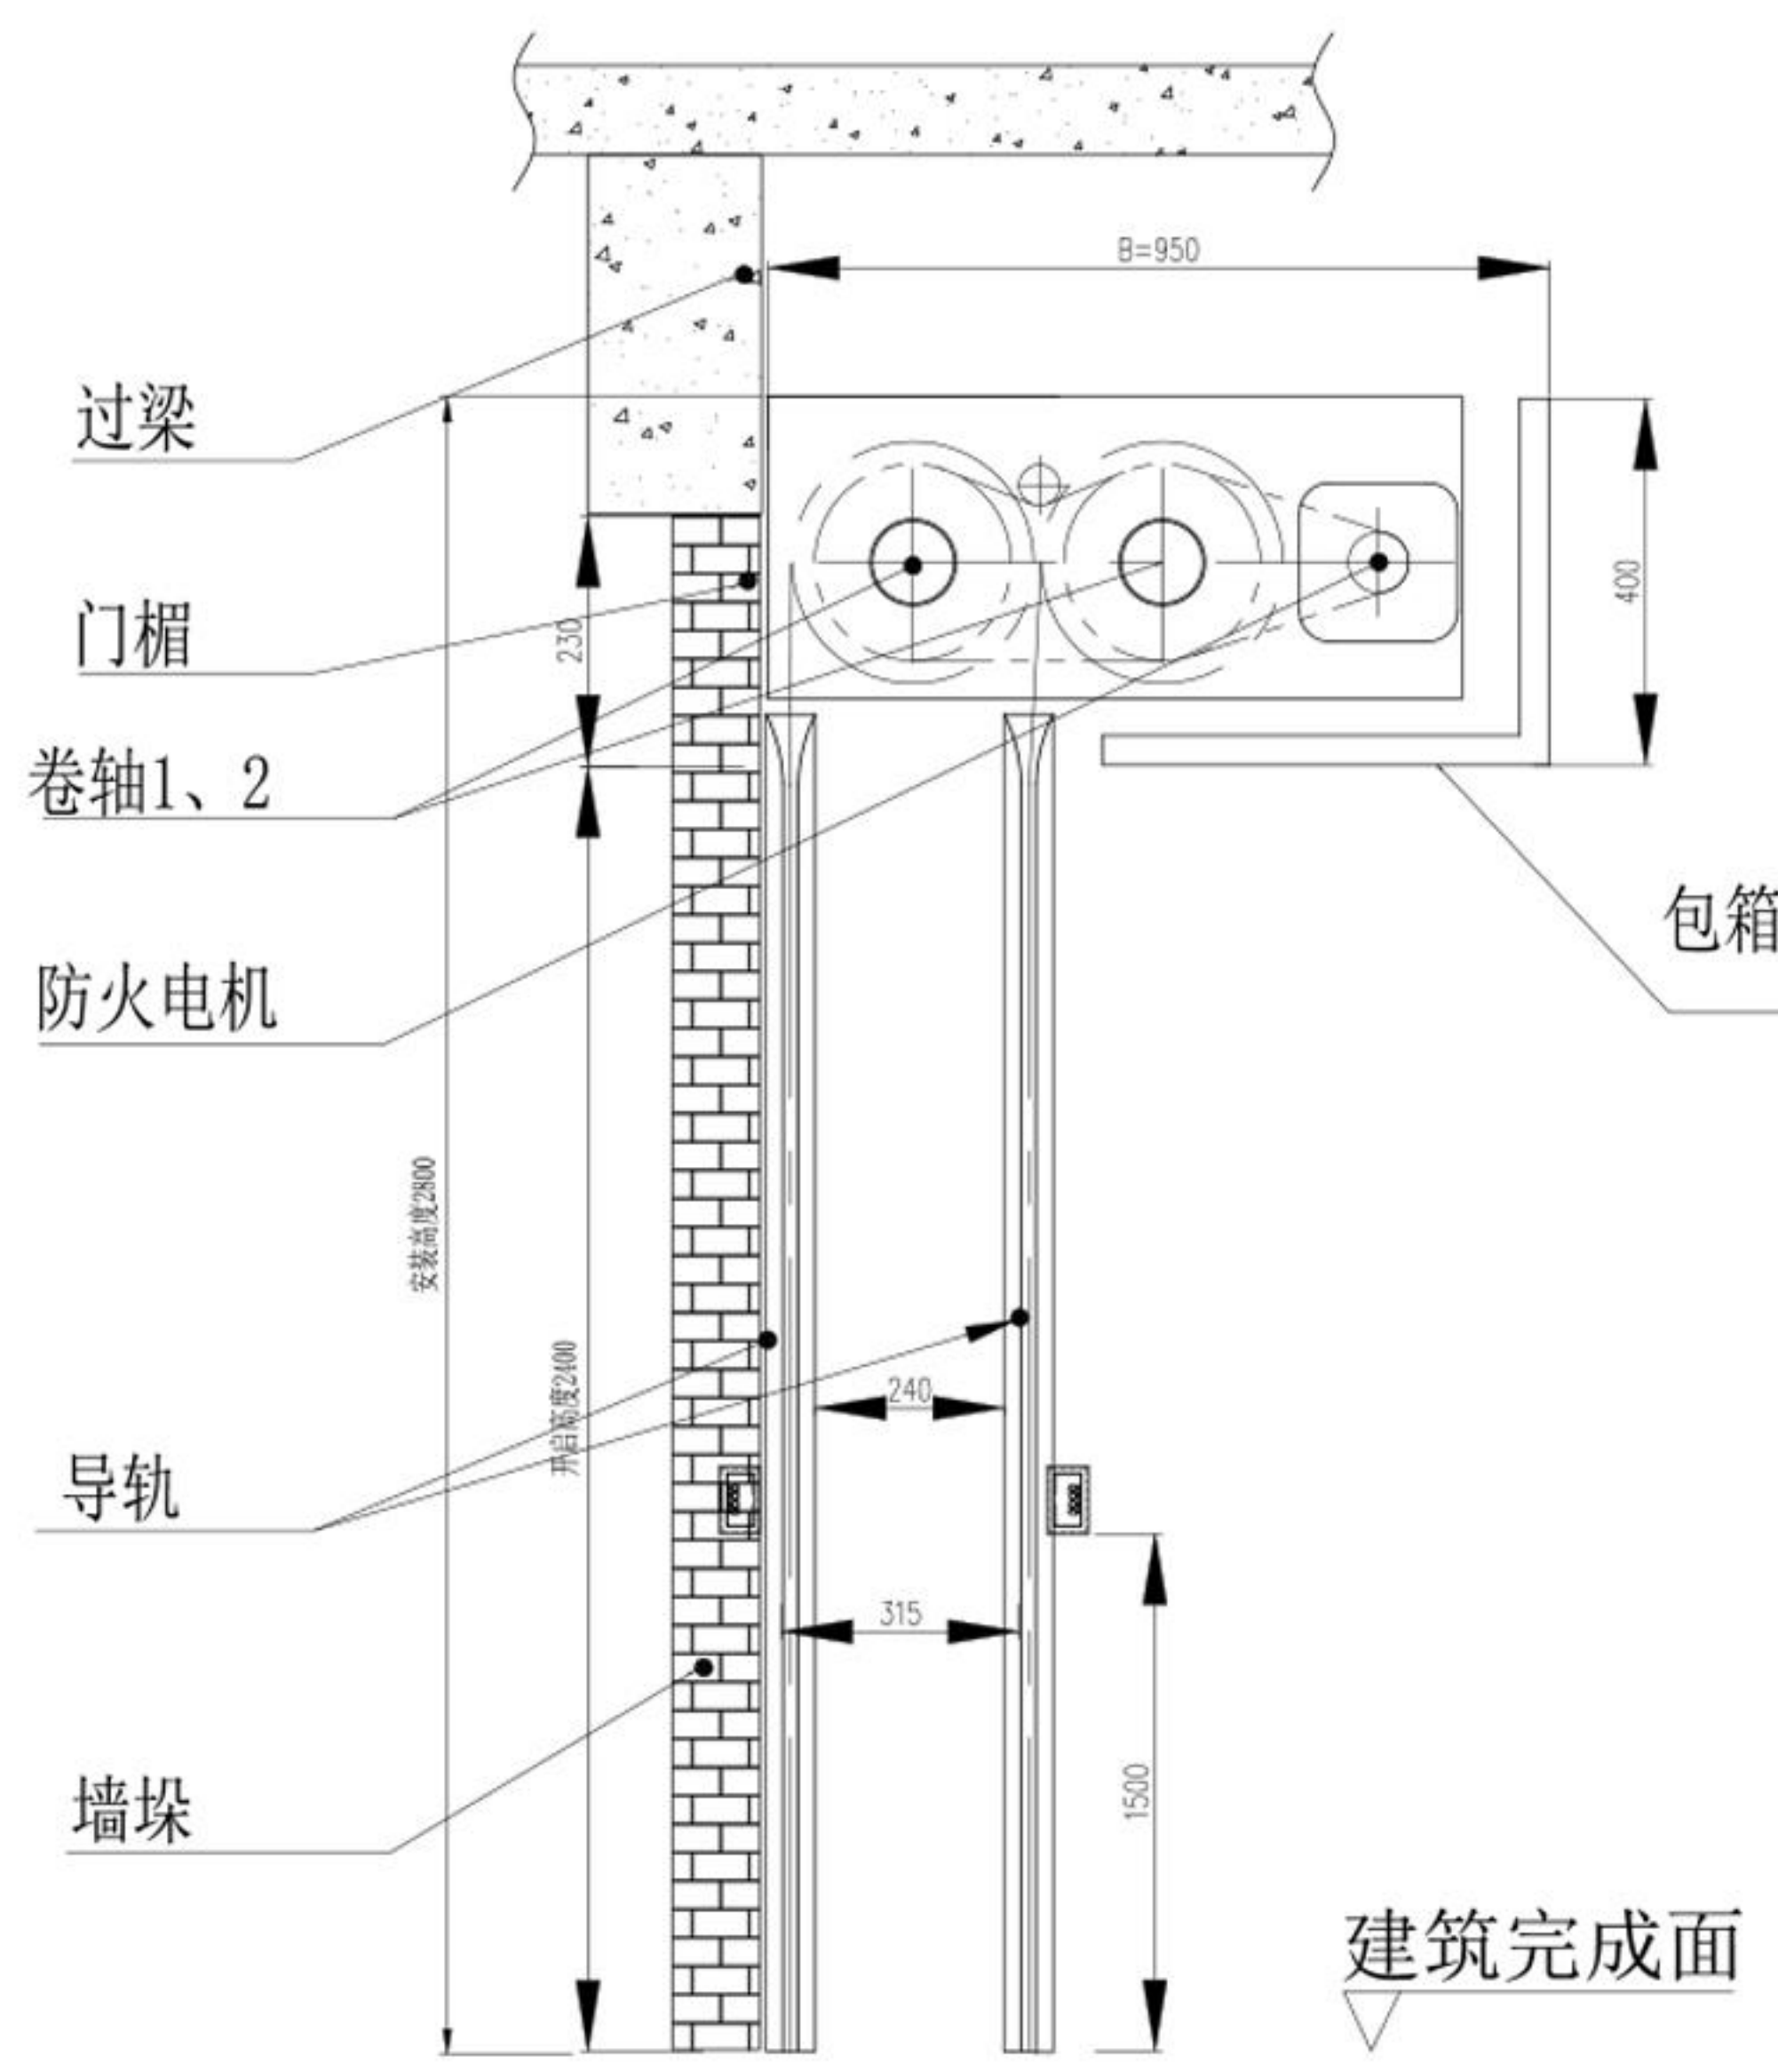 B=950
过梁
400
门楣
230
卷轴1、2
包箱
防火电机
安装高度2800
开启高度2400
240
导轨
315
1500
墙垛
建筑完成面